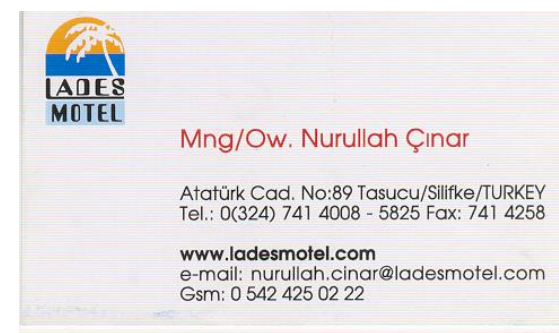 LADES
MOTEL
Mng/Ow. Nurullah Çınar
Atatürk Cad. No:89 Tasucu/Silifke/TURKEY
Tel.: 0(324) 741 4008 - 5825 Fax: 741 4258
www.ladesmotel.com
e-mail: nurullah.cinar@ladesmotel.com
Gsm: 0 542 425 02 22